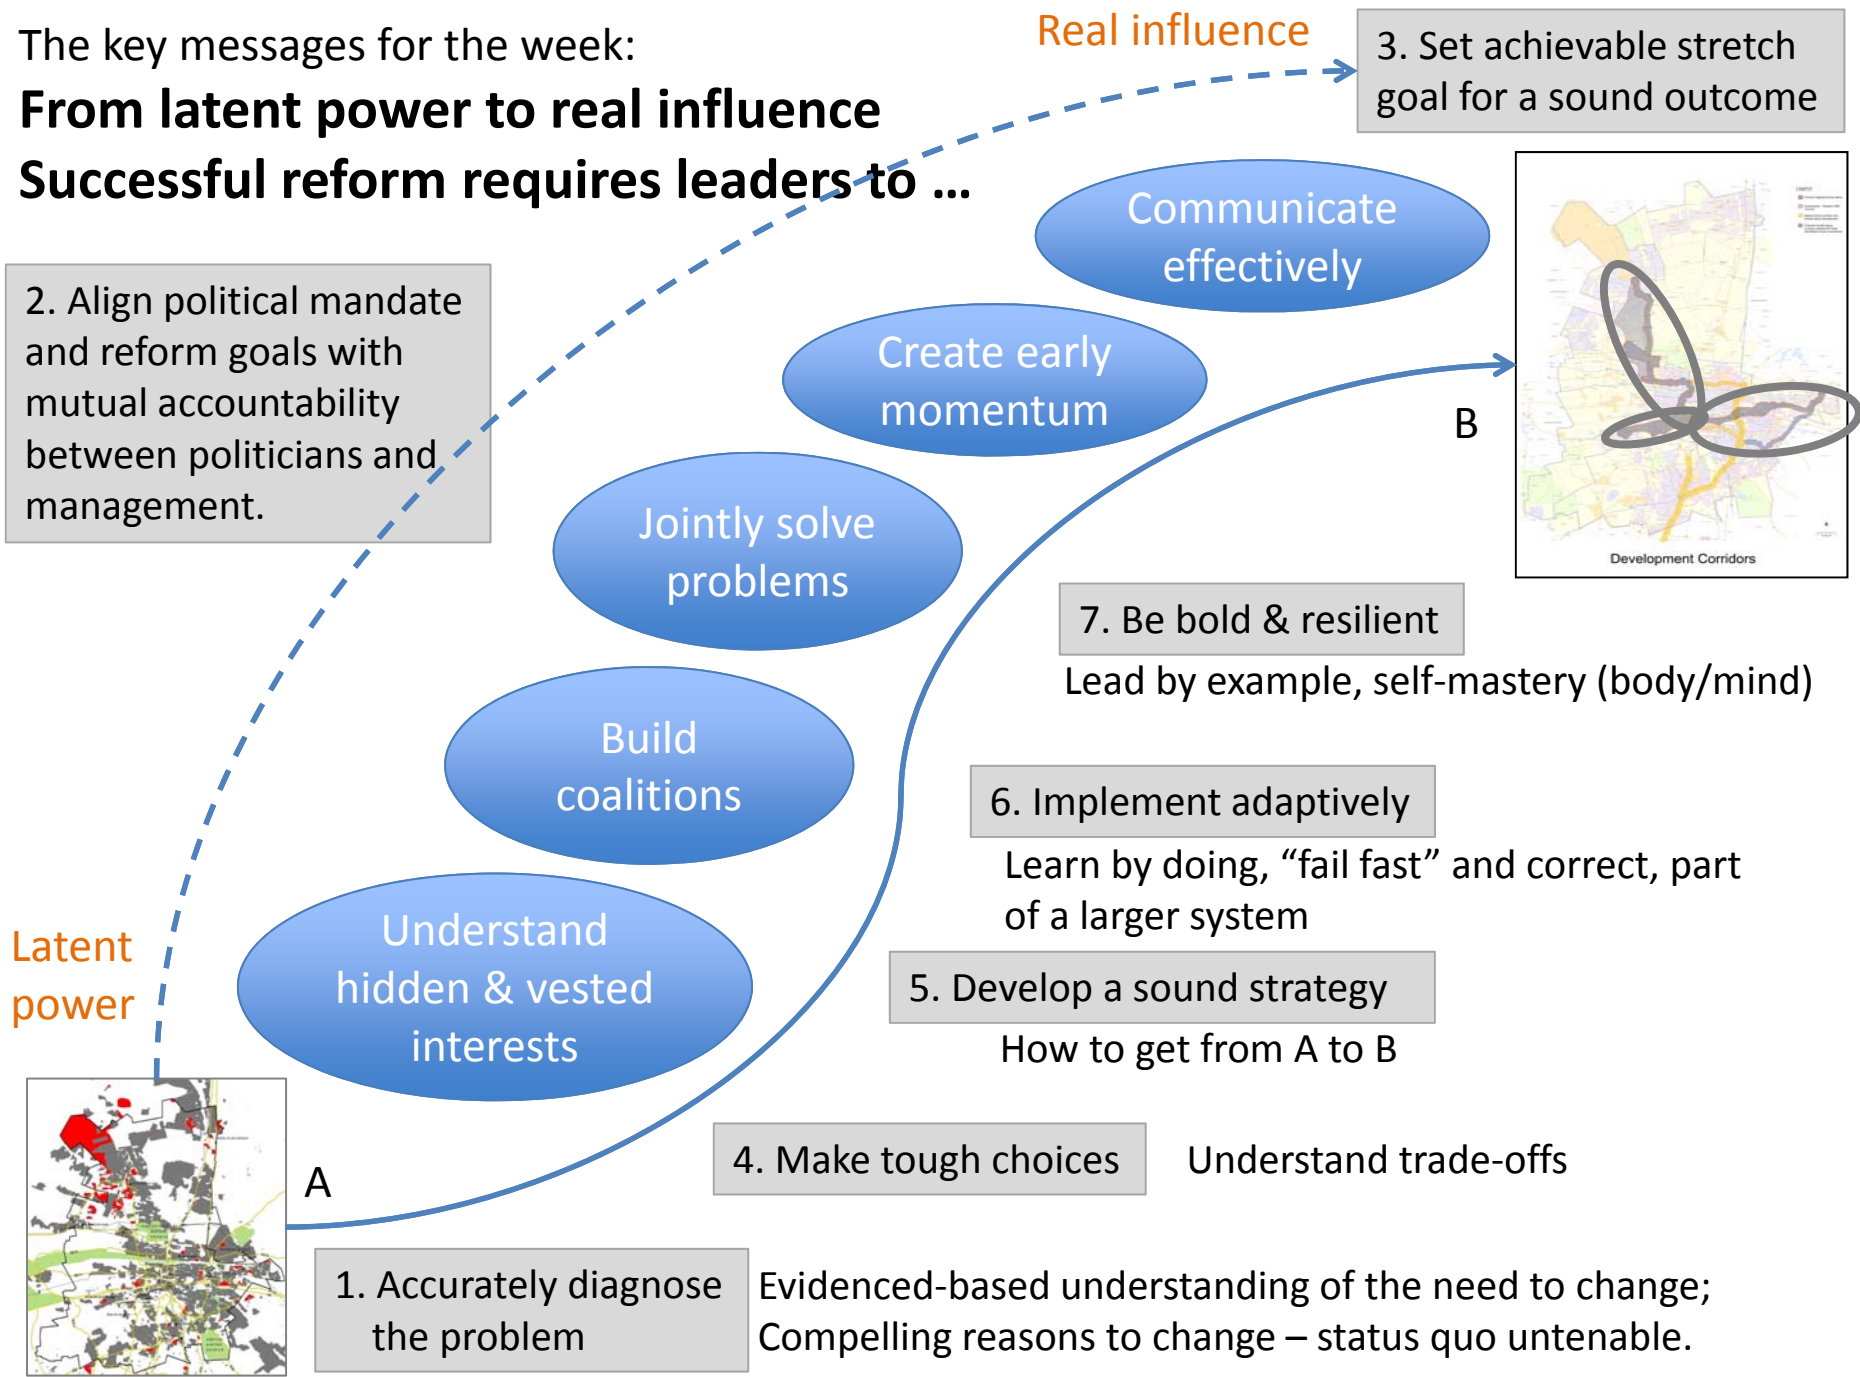 The key messages for the week:
From latent power to real influence
Successful reform requires leaders to ...
Real influence
3. Set achievable stretch
goal for a sound outcome
2. Align political mandate
and reform goals with
mutual accountability
between politicians and
management.
Communicate
effectively
Create early
momentum
B
Development Corridors
Jointly solve
problems
7. Be bold & resilient
Lead by example, self-mastery (body/mind)
Build
coalitions
6. Implement adaptively
Learn by doing, “fail fast” and correct, part
of a larger system
Latent
power
Understand
hidden & vested
interests
5. Develop a sound strategy
How to get from A to B
4. Make tough choices
Understand trade-offs
A
1. Accurately diagnose
the problem
Evidenced-based understanding of the need to change;
Compelling reasons to change – status quo untenable.